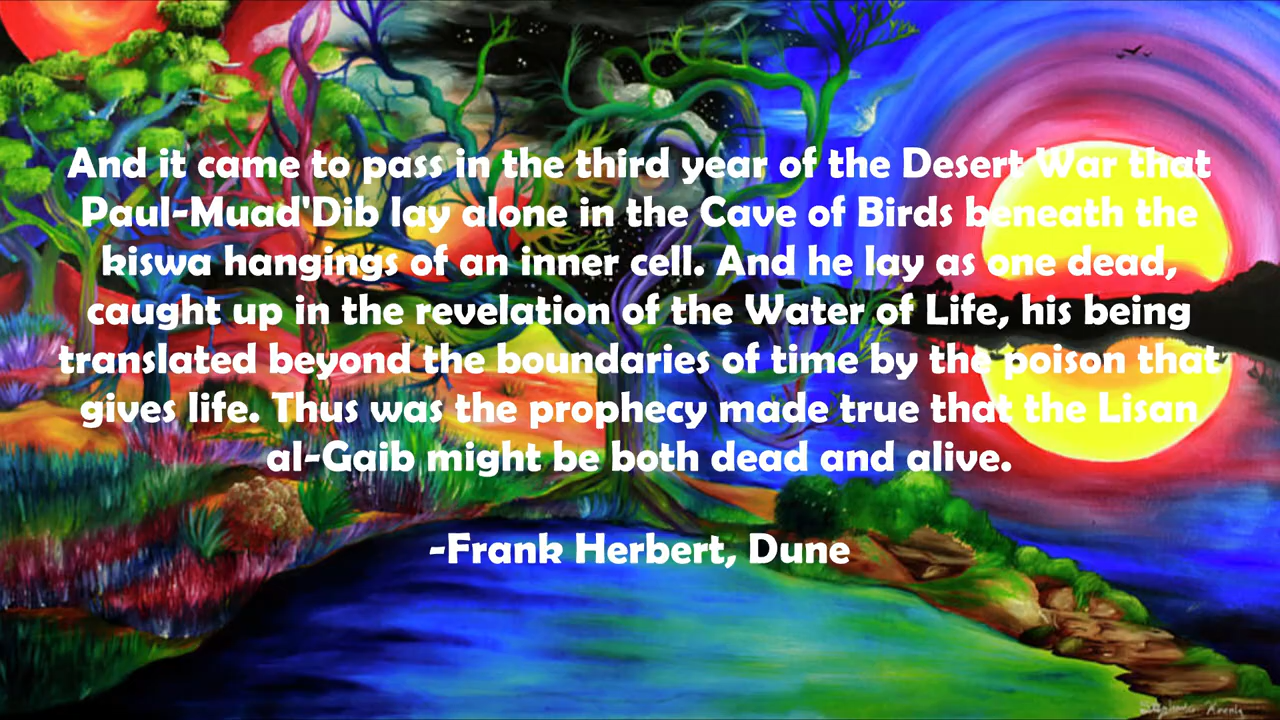 And it came to pass in the third year of the Desert War that
Paul-Muad'Dib lay alone in the Cave of Birds beneath the
kiswa hangings of an inner cell. And he lay as one dead,
caught up in the revelation of the Water of Life, his being
translated beyond the boundaries of time by the poison that
gives life. Thus was the prophecy made true that the Lisan
al-Gaib might be both dead and alive.
-Frank Herbert, Dune